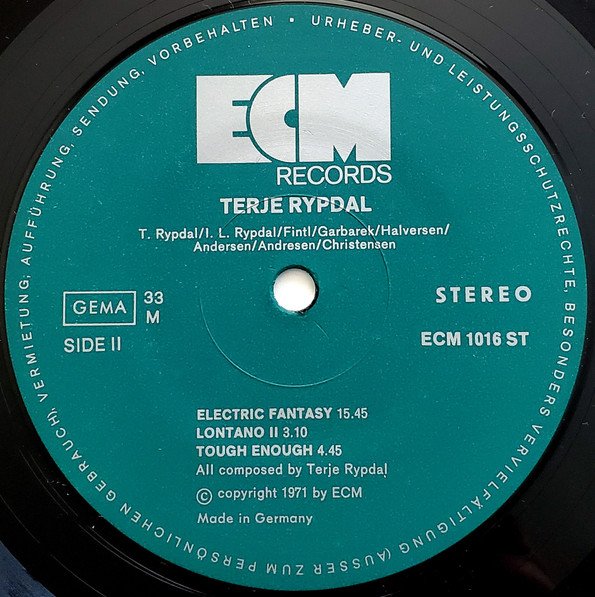 ECM
RECORDS
TERJE RYPDAL
T. Rypdal/I. L. Rypdal/Fintl/Garbarek/Halversen/
Andersen/Andresen/Christensen
GEMA
33
M
SIDE II
STEREO
ECM 1016 ST
ELECTRIC FANTASY 15.45
LONTANO II 3.10
TOUGH ENOUGH 4.45
All composed by Terje Rypdal
© copyright 1971 by ECM
Made in Germany
URHEBER- UND LEISTUNGSSCHUTZRECHTE, BESONDERS VERVIELFÄLTIGUNG (AUSSER ZUM PERSÖNLICHEN GEBRAUCH), VERMIETUNG; AUFFÜHRUNG, SENDUNG, VORBEHALTEN •